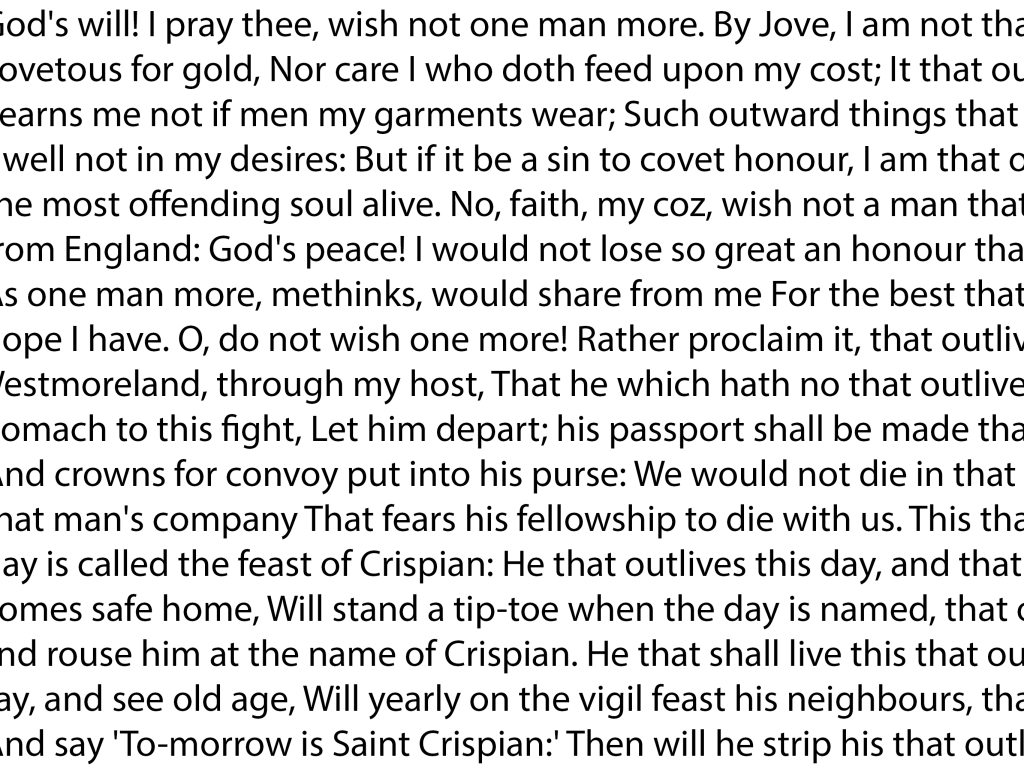 God's will! I pray thee, wish not one man more. By Jove, I am not tha
ovetous for gold, Nor care I who doth feed upon my cost; It that ou
earns me not if men my garments wear; Such outward things that
well not in my desires: But if it be a sin to covet honour, I am that o
he most offending soul alive. No, faith, my coz, wish not a man that
rom England: God's peace! I would not lose so great an honour tha
As one man more, methinks, would share from me For the best that
ope I have. O, do not wish one more! Rather proclaim it, that outliv
Westmoreland, through my host, That he which hath no that outlive
omach to this fight, Let him depart; his passport shall be made tha
And crowns for convoy put into his purse: We would not die in that
hat man's company That fears his fellowship to die with us. This tha
ay is called the feast of Crispian: He that outlives this day, and that
omes safe home, Will stand a tip-toe when the day is named, that o
nd rouse him at the name of Crispian. He that shall live this that ou
ay, and see old age, Will yearly on the vigil feast his neighbours, tha
And say 'To-morrow is Saint Crispian:' Then will he strip his that outl